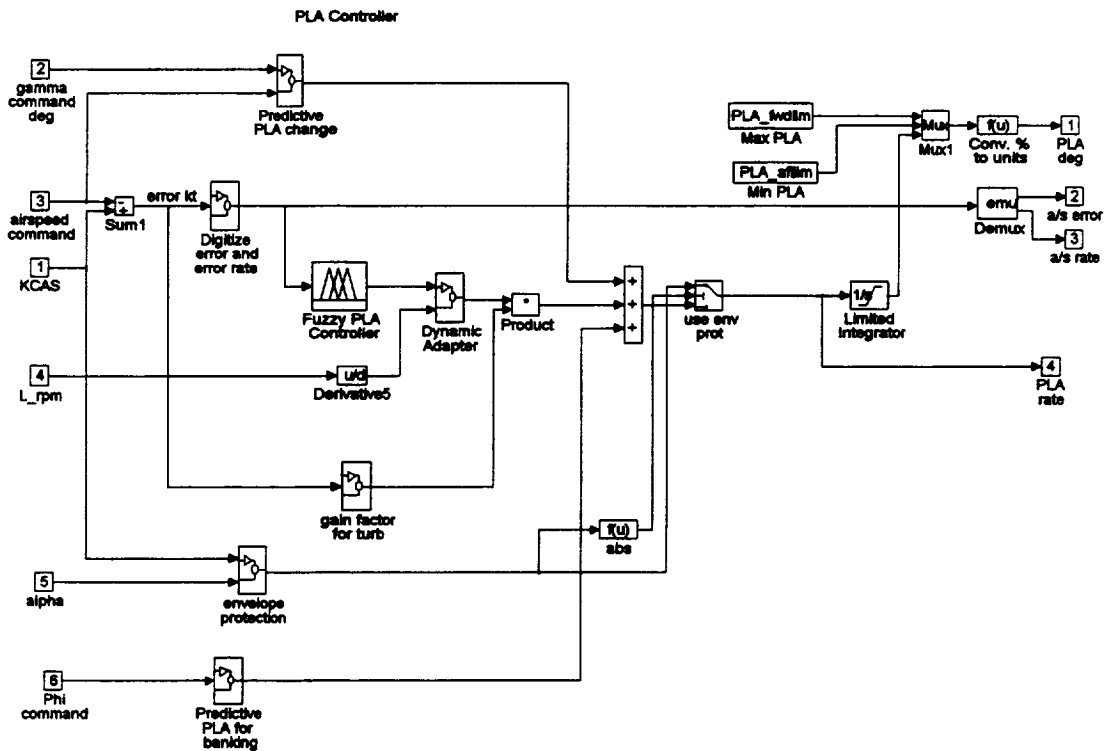 PLA Controller
2
gamma
command
deg
Predictive
PLA change
PLA_fwdlim
Max PLA
PLA_aftlim
Min PLA
Mux
Mux1
f(u)
Conv. %
to units
1
PLA
deg
3
airspeed
command
-
+
Sum1
error kt
Digitize
error and
error rate
emu
Demux
2
a/s error
3
a/s rate
1
KCAS
Fuzzy PLA
Controller
Dynamic
Adapter
*
Product
+
+
+
use env
prot
1/s
Limited
Integrator
4
L_rpm
u/d
Derivative5
4
PLA
rate
gain factor
for turb
f(u)
abs
5
alpha
envelope
protection
6
Phi
command
Predictive
PLA for
banking